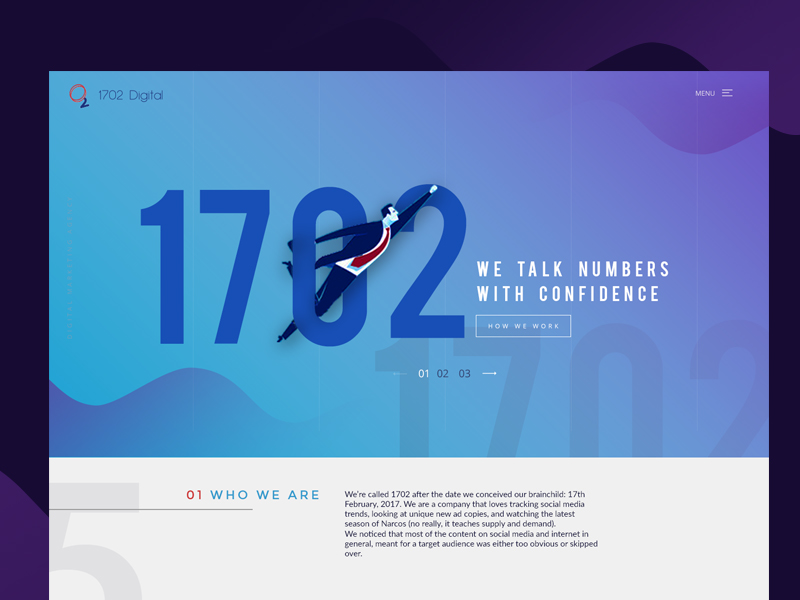 1702 Digital
MENU
1702
WE TALK NUMBERS
WITH CONFIDENCE
HOW WE WORK
01 02 03
1702
5
01 WHO WE ARE
We're called 1702 after the date we conceived our brainchild: 17th
February, 2017. We are a company that loves tracking social media
trends, looking at unique new ad copies, and watching the latest
season of Narcos (no really, it teaches supply and demand).
We noticed that most of the content on social media and internet in
general, meant for a target audience was either too obvious or skipped
over.